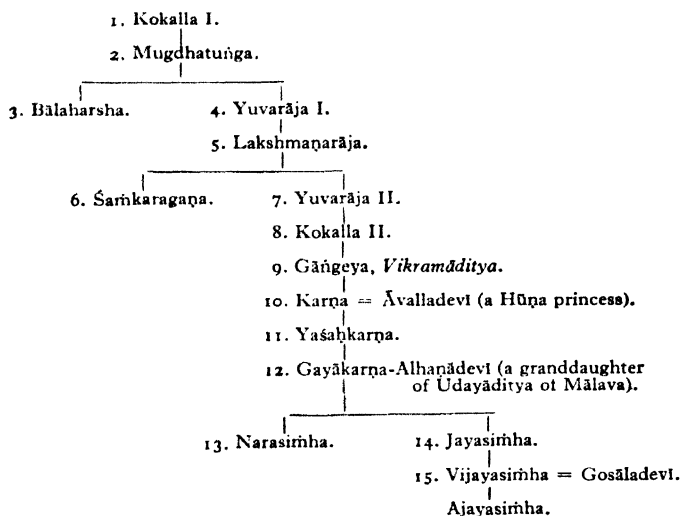 1. Kokalla I.
2. Mugdhatuṅga.
3. Bālaharsha.
4. Yuvarāja I.
5. Lakshmaṇarāja.
6. Śaṁkaragaṇa.
7. Yuvarāja II.
8. Kokalla II.
9. Gāṅgeya, Vikramāditya.
10. Karṇa = Āvalladevī (a Hūṇa princess).
11. Yaśaḥkarṇa.
12. Gayākarṇa-Alhaṇādevī (a granddaughter
of Udayāditya ot Mālava).
13. Narasiṁha.
14. Jayasiṁha.
15. Vijayasiṁha = Gosāladevī.
Ajayasiṁha.